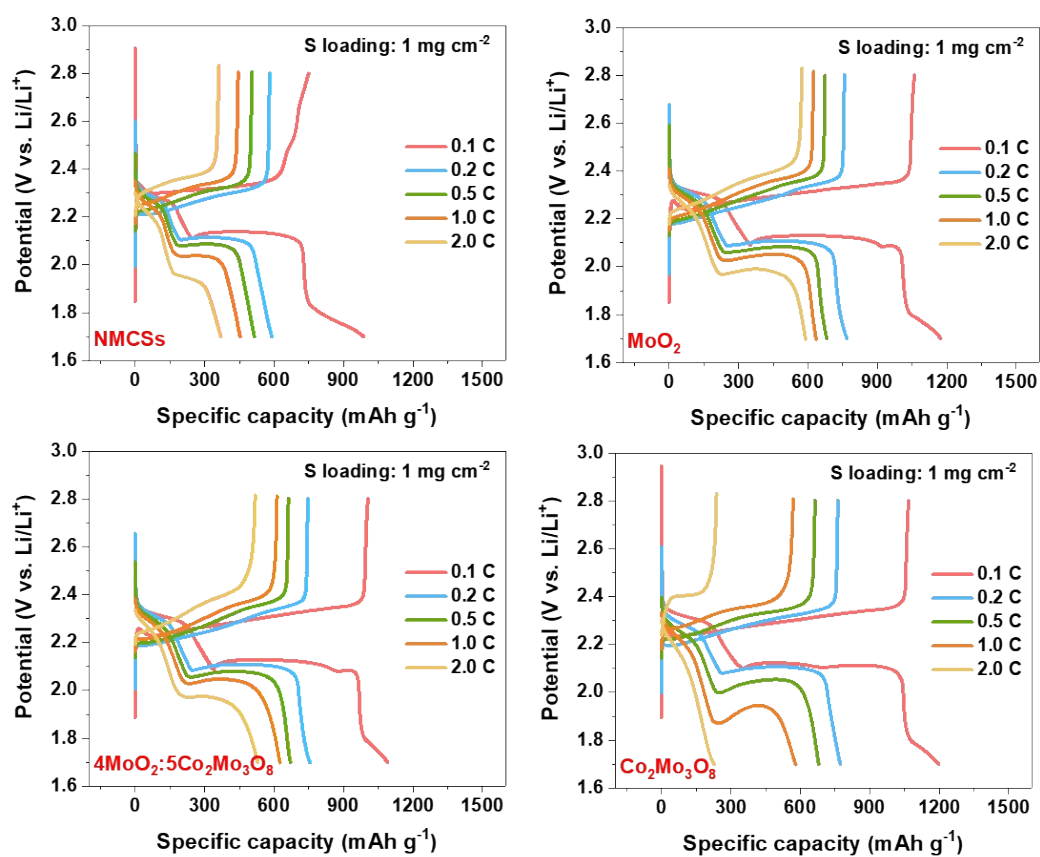 3.0
2.8
2.6
2.4
2.2
2.0
1.8
1.6
Potential (V vs. Li/Li⁺)
S loading: 1 mg cm⁻²
0.1 C
0.2 C
0.5 C
1.0 C
2.0 C
NMCSs
0 300 600 900 1200 1500
Specific capacity (mAh g⁻¹)
3.0
2.8
2.6
2.4
2.2
2.0
1.8
1.6
Potential (V vs. Li/Li⁺)
S loading: 1 mg cm⁻²
0.1 C
0.2 C
0.5 C
1.0 C
2.0 C
MoO₂
0 300 600 900 1200 1500
Specific capacity (mAh g⁻¹)
3.0
2.8
2.6
2.4
2.2
2.0
1.8
1.6
Potential (V vs. Li/Li⁺)
S loading: 1 mg cm⁻²
0.1 C
0.2 C
0.5 C
1.0 C
2.0 C
4MoO₂:5Co₂Mo₃O₈
0 300 600 900 1200 1500
Specific capacity (mAh g⁻¹)
3.0
2.8
2.6
2.4
2.2
2.0
1.8
1.6
Potential (V vs. Li/Li⁺)
S loading: 1 mg cm⁻²
0.1 C
0.2 C
0.5 C
1.0 C
2.0 C
Co₂Mo₃O₈
0 300 600 900 1200 1500
Specific capacity (mAh g⁻¹)